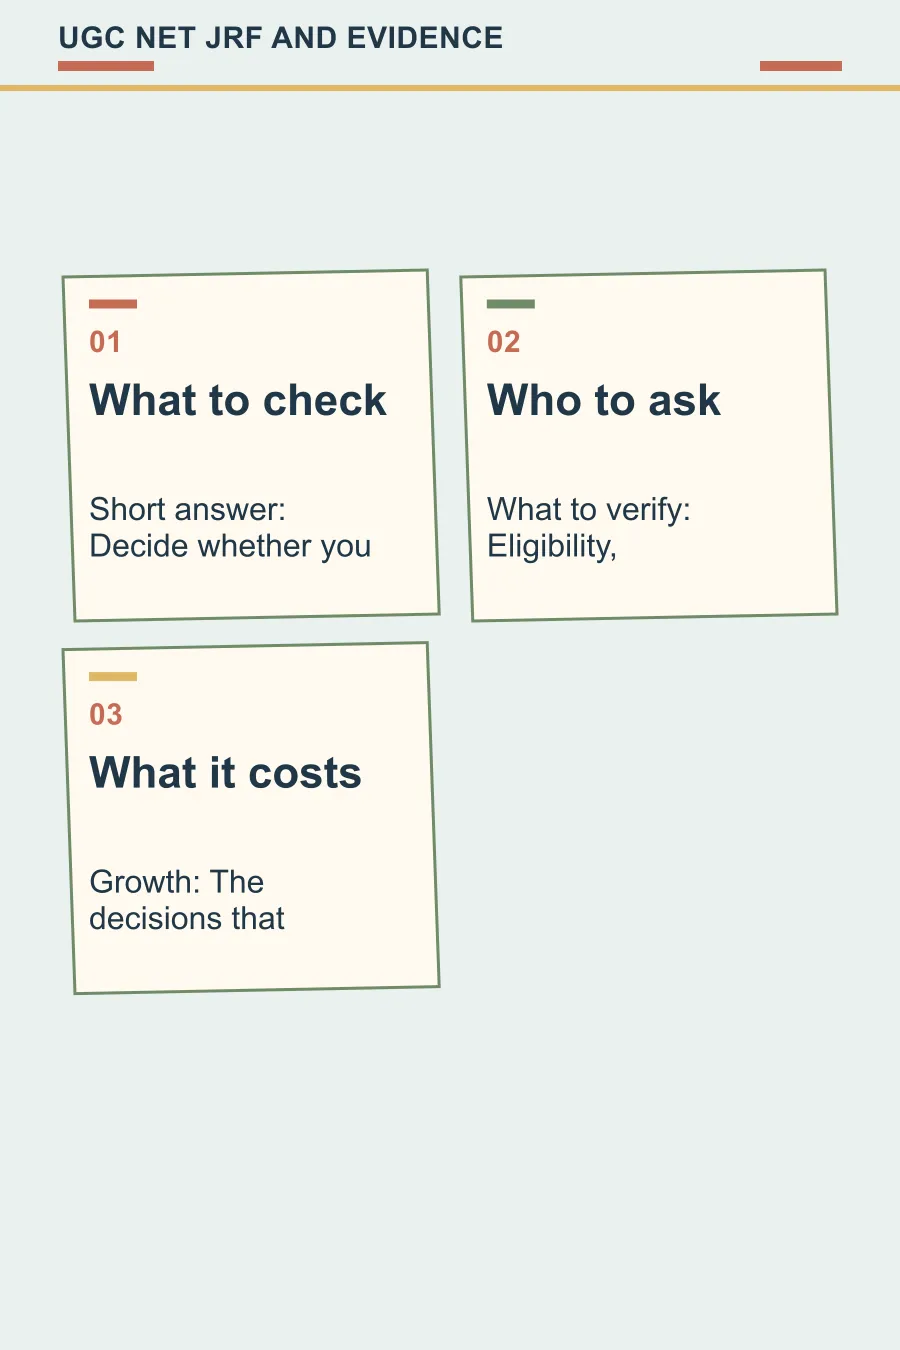 UGC NET JRF AND EVIDENCE
01
What to check
Short answer:
Decide whether you
02
Who to ask
What to verify:
Eligibility,
03
What it costs
Growth: The
decisions that